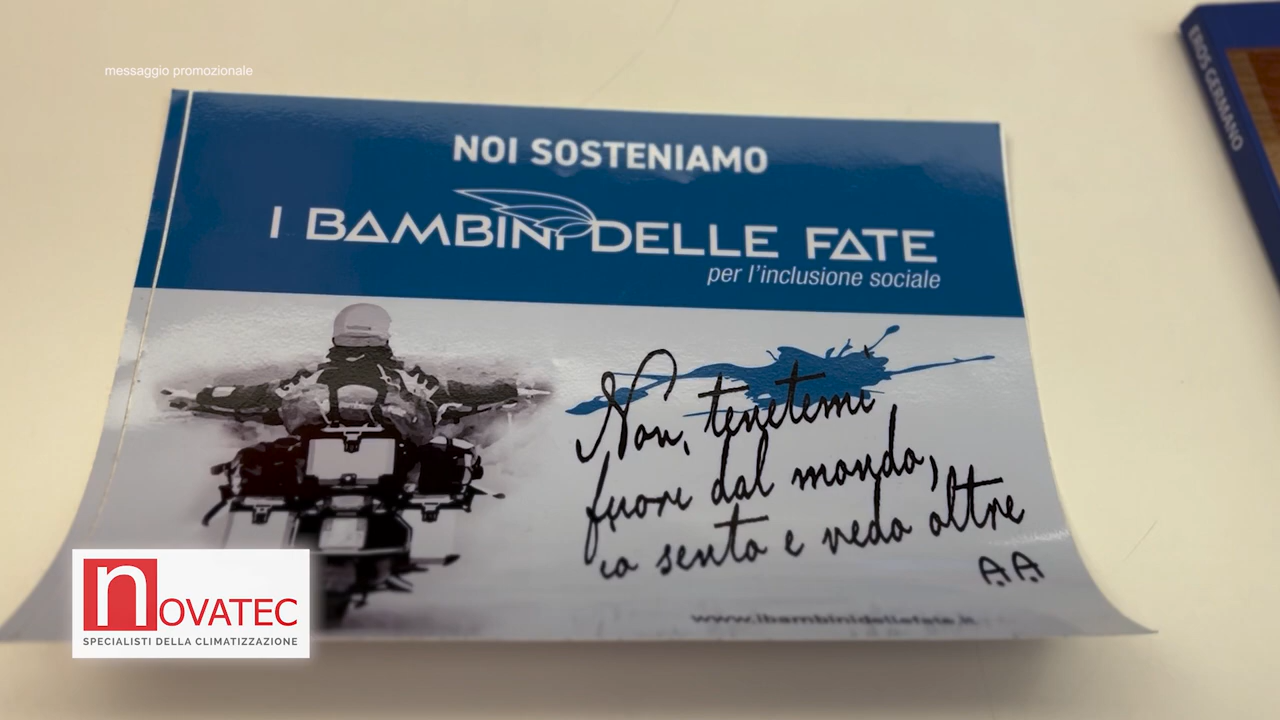 messaggio promozionale
EROS GERMANO
NOI SOSTENIAMO
I BAMBINI DELLE FATE
per l'inclusione sociale
Non, tenetemi
fuori dal mondo,
io sento e vedo oltre
AA
www.ibambinidellefate.it
nOVATEC
SPECIALISTI DELLA CLIMATIZZAZIONE